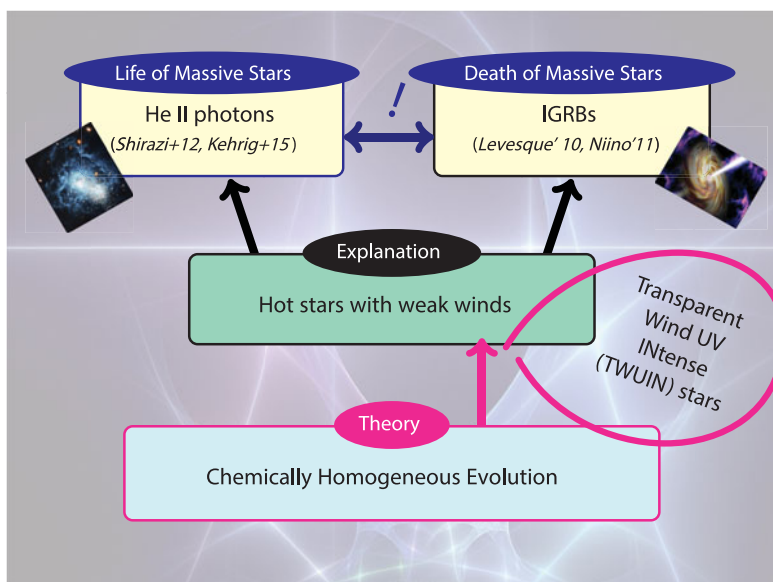 Life of Massive Stars
He II photons
(Shirazi+12, Kehrig+15)
!
Death of Massive Stars
lGRBs
(Levesque' 10, Niino'11)
Explanation
Hot stars with weak winds
Transparent
Wind UV
INtense
(TWUIN) stars
Theory
Chemically Homogeneous Evolution